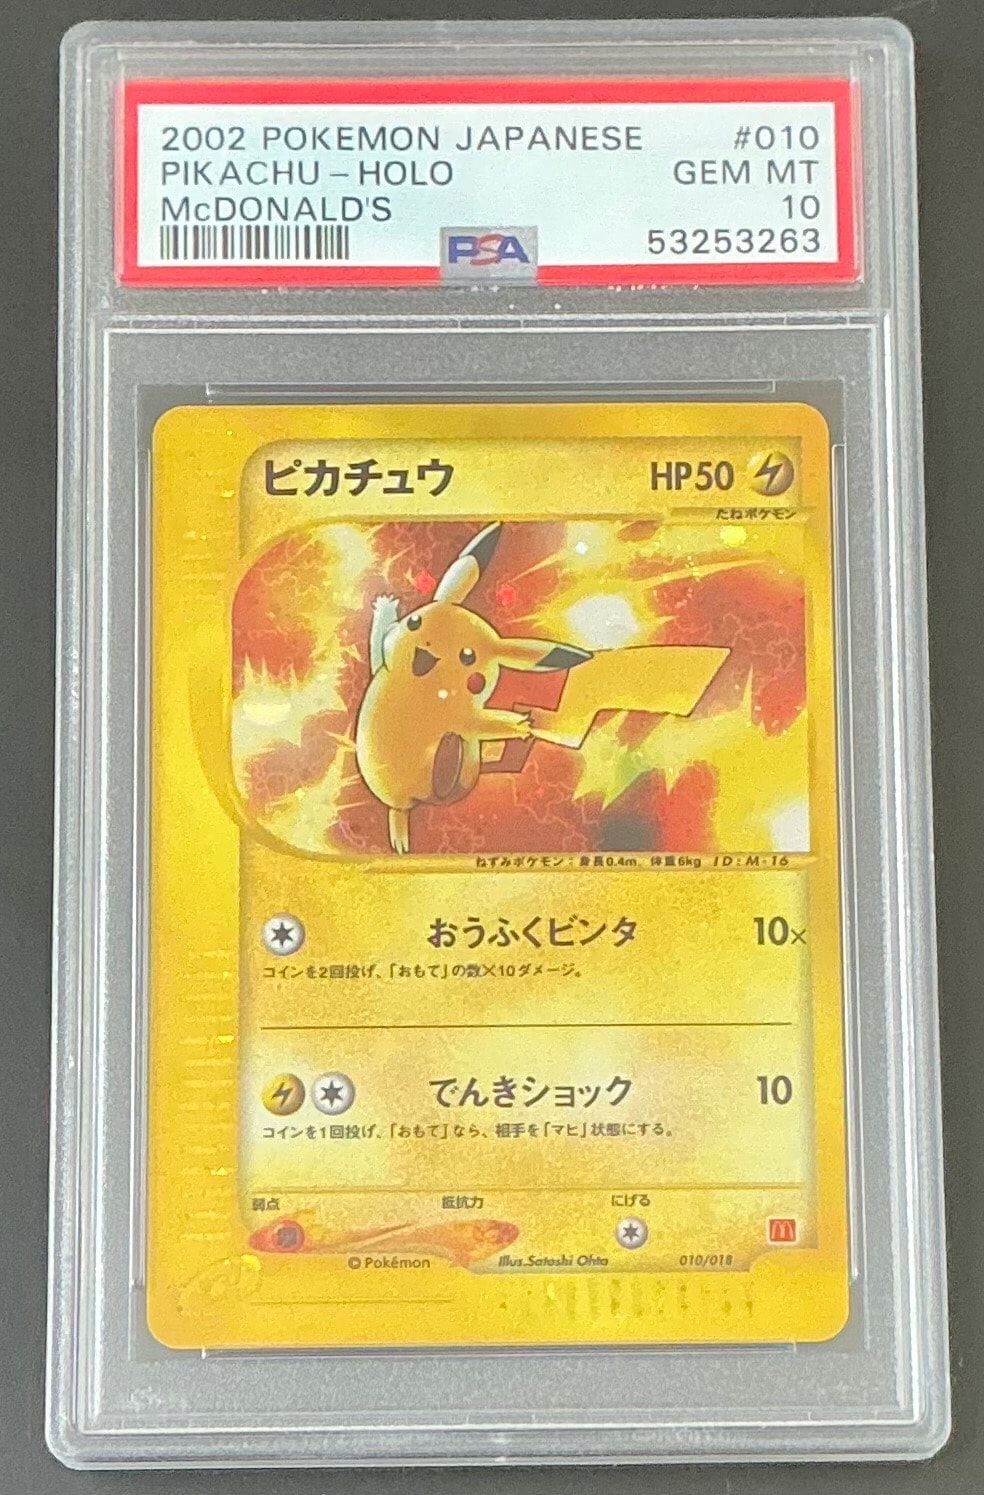 2002 POKEMON JAPANESE #010
PIKACHU-HOLO GEM MT
McDONALD'S 10
PSA 53253263
ピカチュウ HP50
たねポケモン
ねずみポケモン：身長0.4m、体重6kg ID:M-16
おうふくビンタ 10×
コインを2回投げ、「おもて」の数×10ダメージ。
でんきショック 10
コインを1回投げ、「おもて」なら、相手を「マヒ」状態にする。
弱点 抵抗力 にげる
©Pokémon Illus.Satoshi Ohta 010/018